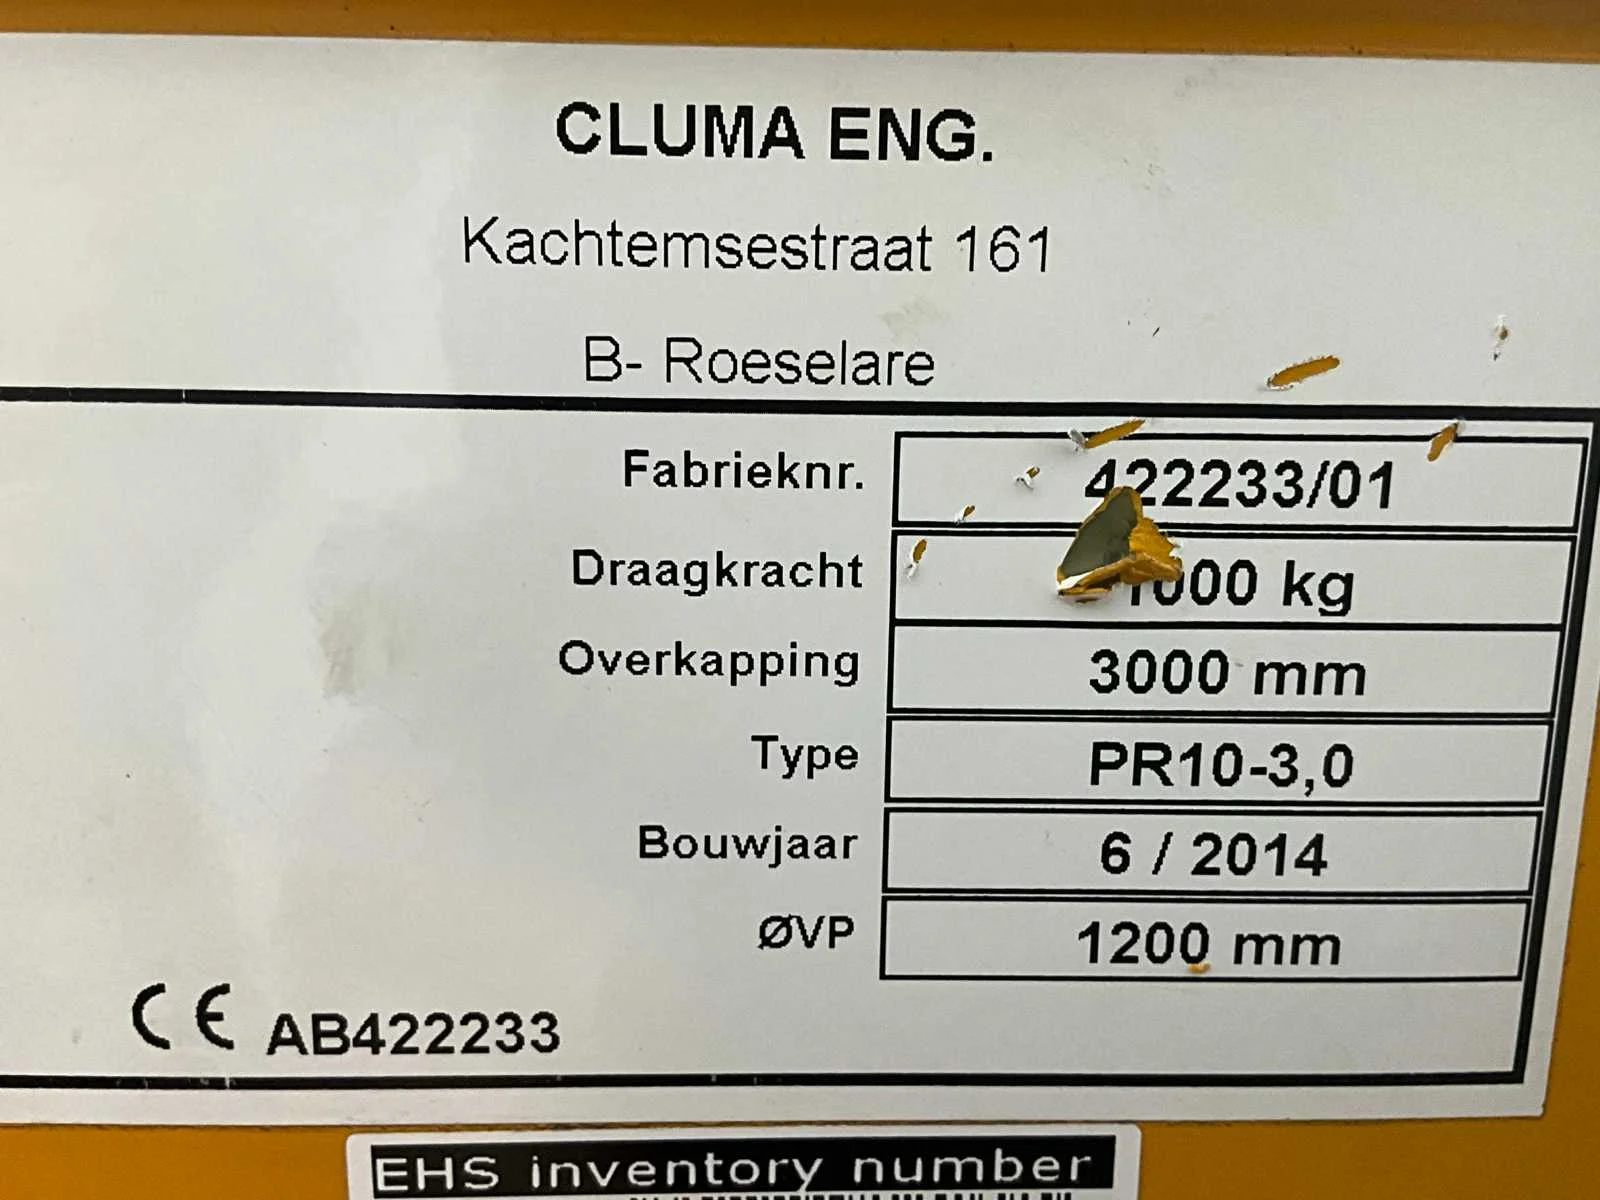 CLUMA ENG.
Kachtemsestraat 161
B- Roeselare
Fabrieknr. 422233/01
Draagkracht 1000 kg
Overkapping 3000 mm
Type PR10-3,0
Bouwjaar 6 / 2014
ØVP 1200 mm
CE AB422233
EHS inventory number